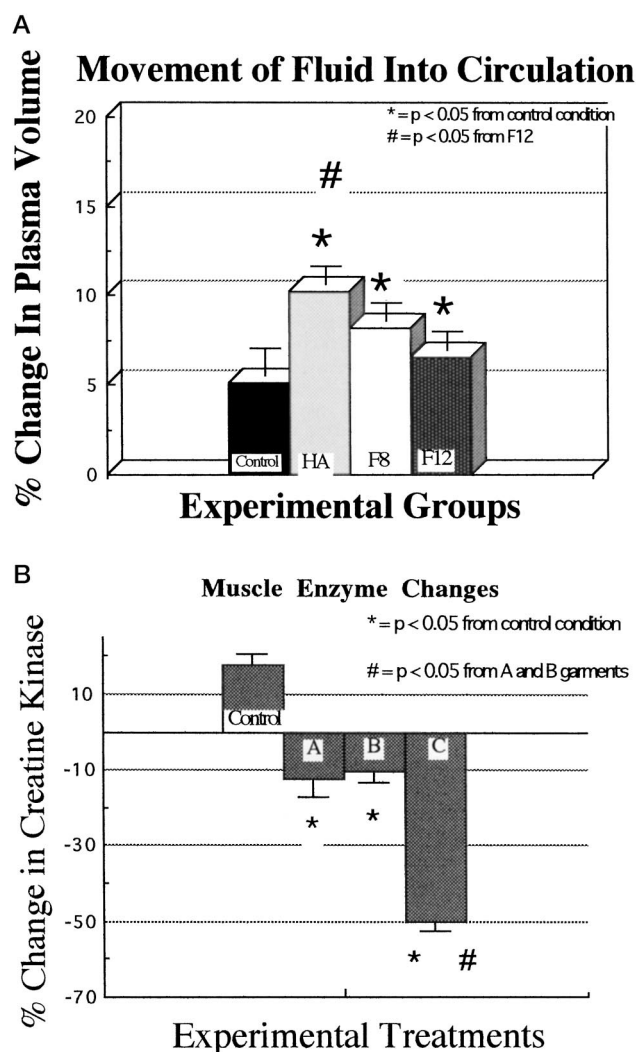 A
Movement of Fluid Into Circulation
% Change In Plasma Volume
20
* = p < 0.05 from control condition
# = p < 0.05 from F12
15
#
*
*
*
10
5
0
Control
HA
F8
F12
Experimental Groups
B
Muscle Enzyme Changes
% Change in Creatine Kinase
* = p < 0.05 from control condition
# = p < 0.05 from A and B garments
10
Control
A
B
C
-10
*
*
-30
-50
* #
-70
Experimental Treatments